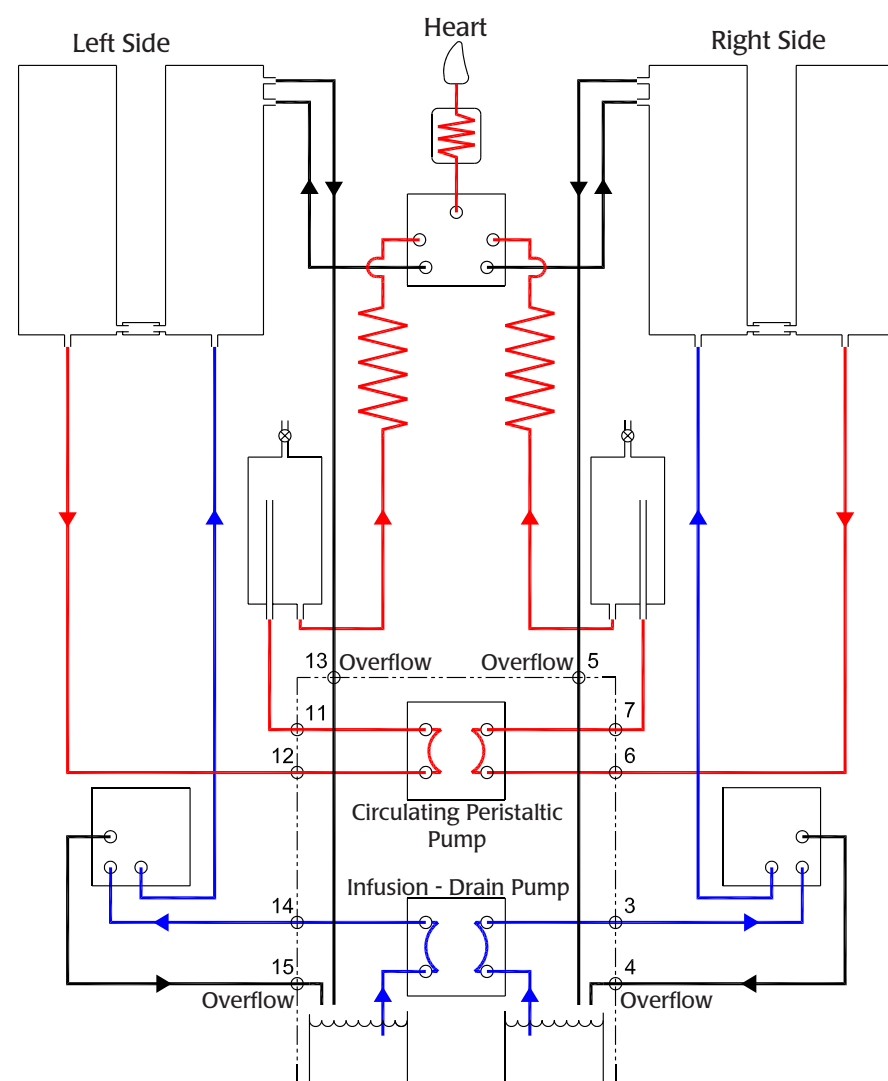 Left Side
Heart
Right Side
13
Overflow
Overflow
5
11
7
12
6
Circulating Peristaltic
Pump
Infusion - Drain Pump
14
3
15
4
Overflow
Overflow